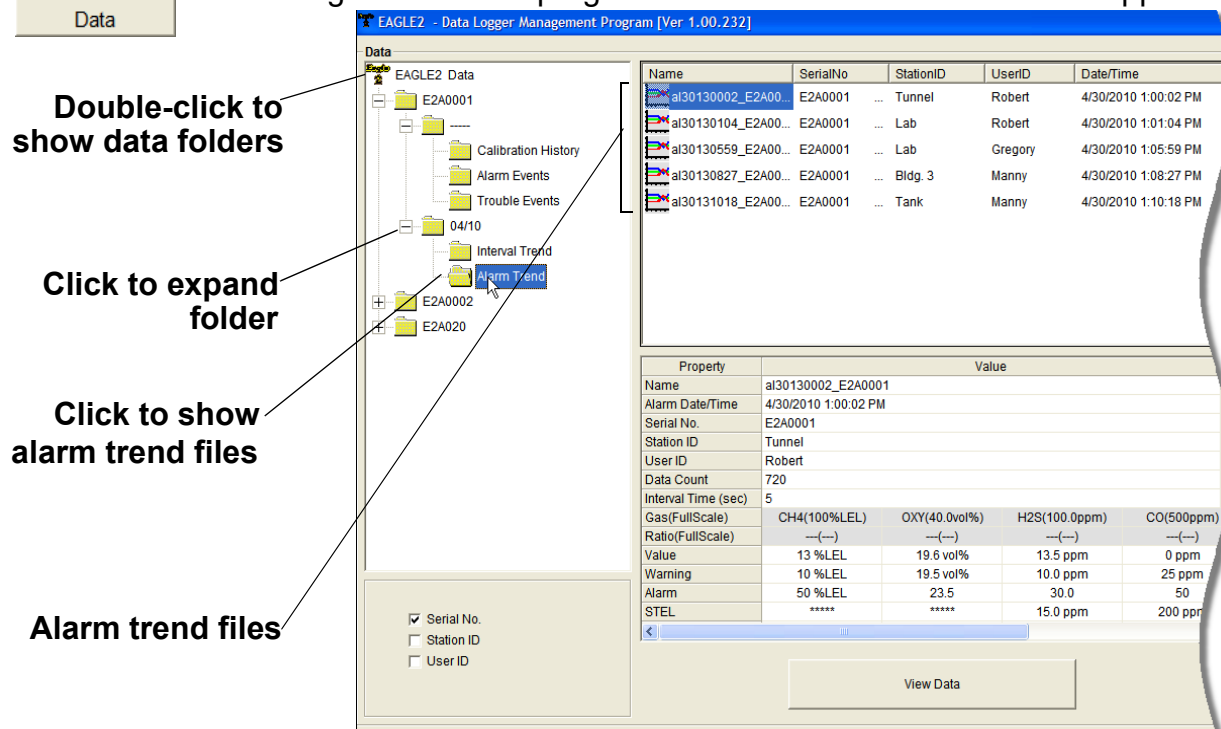 Data
EAGLE2 - Data Logger Management Program [Ver 1.00.232]
Data
EAGLE2 Data
E2A0001
-----
Calibration History
Alarm Events
Trouble Events
04/10
Interval Trend
Alarm Trend
E2A0002
E2A020
Double-click to
show data folders
Click to expand
folder
Click to show
alarm trend files
Alarm trend files
Serial No.
Station ID
User ID
Name SerialNo StationID UserID Date/Time
al30130002_E2A00... E2A0001 ... Tunnel Robert 4/30/2010 1:00:02 PM
al30130104_E2A00... E2A0001 ... Lab Robert 4/30/2010 1:01:04 PM
al30130559_E2A00... E2A0001 ... Lab Gregory 4/30/2010 1:05:59 PM
al30130827_E2A00... E2A0001 ... Bldg. 3 Manny 4/30/2010 1:08:27 PM
al30131018_E2A00... E2A0001 ... Tank Manny 4/30/2010 1:10:18 PM
Property Value
Name al30130002_E2A0001
Alarm Date/Time 4/30/2010 1:00:02 PM
Serial No. E2A0001
Station ID Tunnel
User ID Robert
Data Count 720
Interval Time (sec) 5
Gas(FullScale) CH4(100%LEL) OXY(40.0vol%) H2S(100.0ppm) CO(500ppm)
Ratio(FullScale) ---(---) ---(---) ---(---) ---(---)
Value 13 %LEL 19.6 vol% 13.5 ppm 0 ppm
Warning 10 %LEL 19.5 vol% 10.0 ppm 25 ppm
Alarm 50 %LEL 23.5 30.0 50
STEL ***** ***** 15.0 ppm 200 ppm
View Data